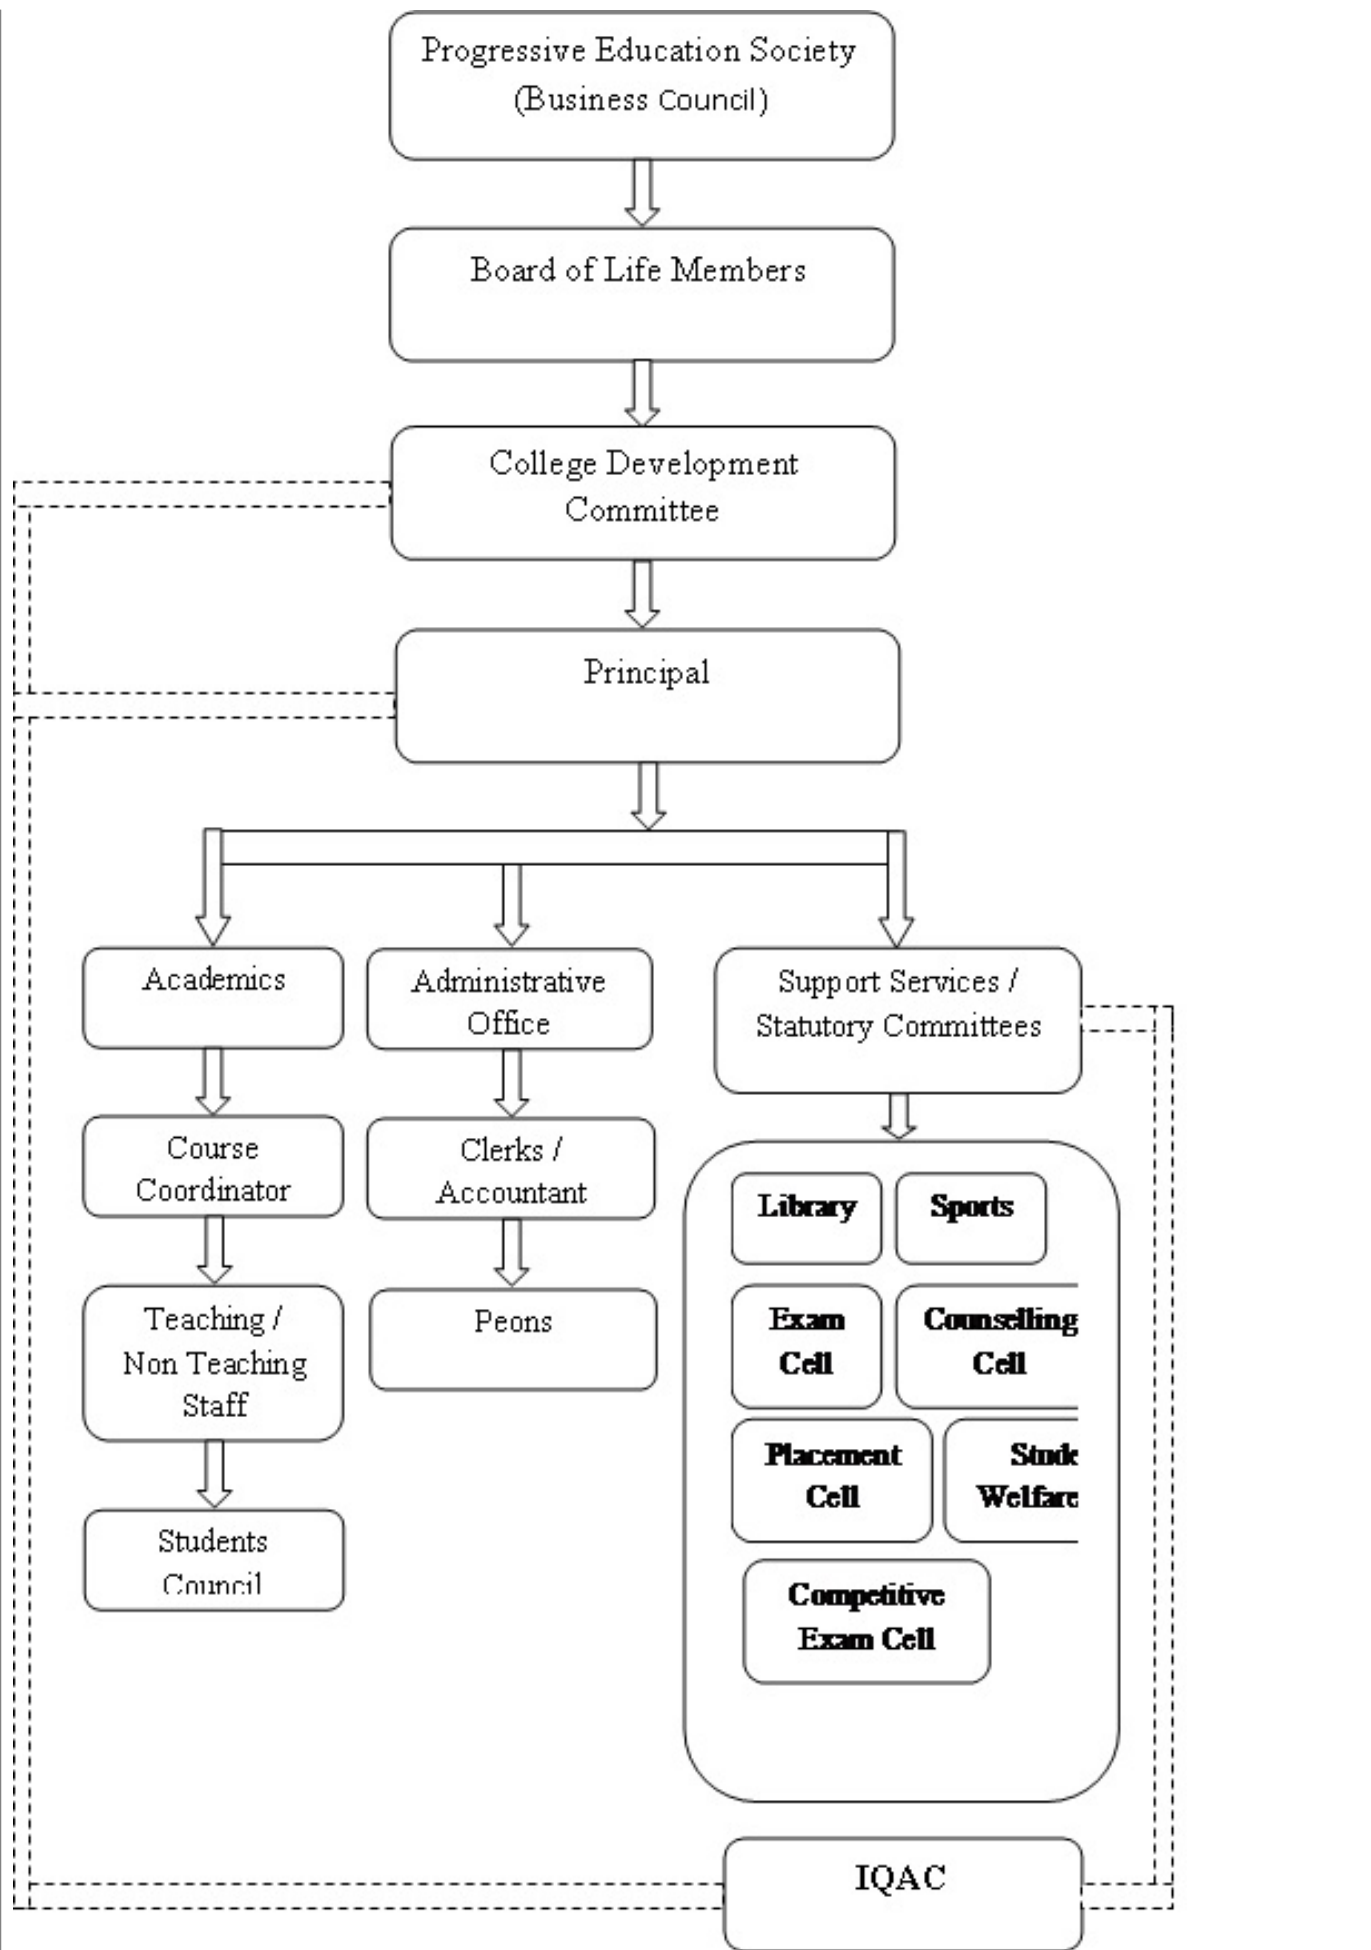 Progressive Education Society
(Business Council)
Board of Life Members
College Development
Committee
Principal
Academics
Administrative
Office
Support Services /
Statutory Committees
Course
Coordinator
Clerks /
Accountant
Library
Sports
Teaching /
Non Teaching
Staff
Peons
Exam
Cell
Counselling
Cell
Placement
Cell
Welfare
Students
Council
Competitive
Exam Cell
IQAC